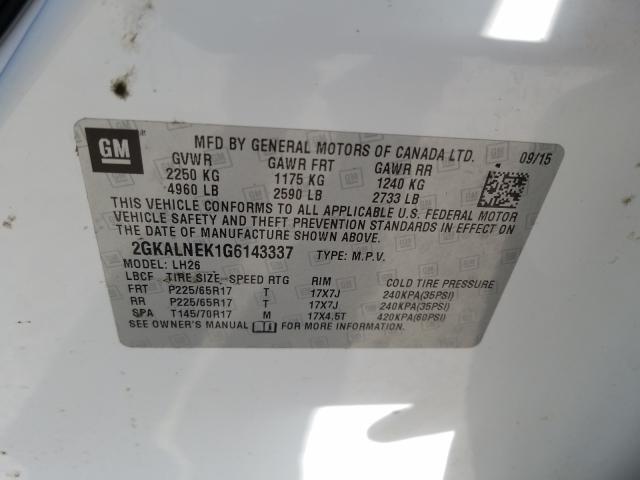 GM
MFD BY GENERAL MOTORS OF CANADA LTD. 09/15
GVWR GAWR FRT GAWR RR
2250 KG 1175 KG 1240 KG
4960 LB 2590 LB 2733 LB
THIS VEHICLE CONFORMS TO ALL APPLICABLE U.S. FEDERAL MOTOR
VEHICLE SAFETY AND THEFT PREVENTION STANDARDS IN EFFECT ON
THE DATE OF MANUFACTURE SHOWN ABOVE.
2GKALNEK1G6143337 TYPE: M.P.V.
MODEL: LH26
LBCF TIRE SIZE SPEED RTG RIM COLD TIRE PRESSURE
FRT P225/65R17 T 17X7J 240KPA(35PSI)
RR P225/65R17 T 17X7J 240KPA(35PSI)
SPA T145/70R17 M 17X4.5T 420KPA(60PSI)
SEE OWNER'S MANUAL FOR MORE INFORMATION.